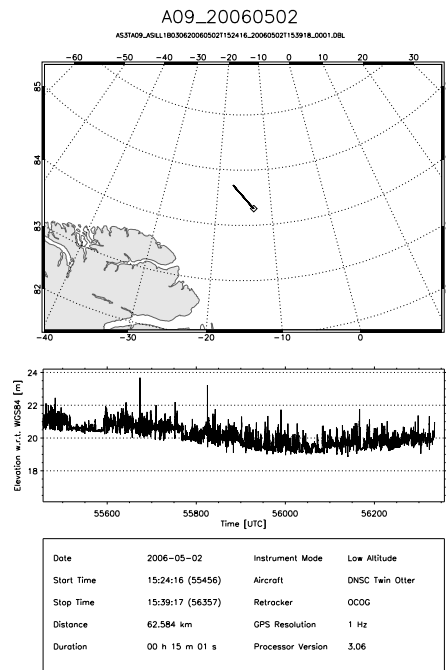 A09_20060502
AS3TA09_ASILL1B030620060502T152416_20060502T153918_0001.DBL
-60 -50 -40 -30 -20 -10 0 10 20 30
85
84
83
82
-40 -30 -20 -10 0
Elevation w.r.t. WGS84 [m]
24
22
20
18
55600 55800 56000 56200
Time [UTC]
Date 2006-05-02 Instrument Mode Low Altitude
Start Time 15:24:16 (55456) Aircraft DNSC Twin Otter
Stop Time 15:39:17 (56357) Retracker OCOG
Distance 62.584 km GPS Resolution 1 Hz
Duration 00 h 15 m 01 s Processor Version 3.06